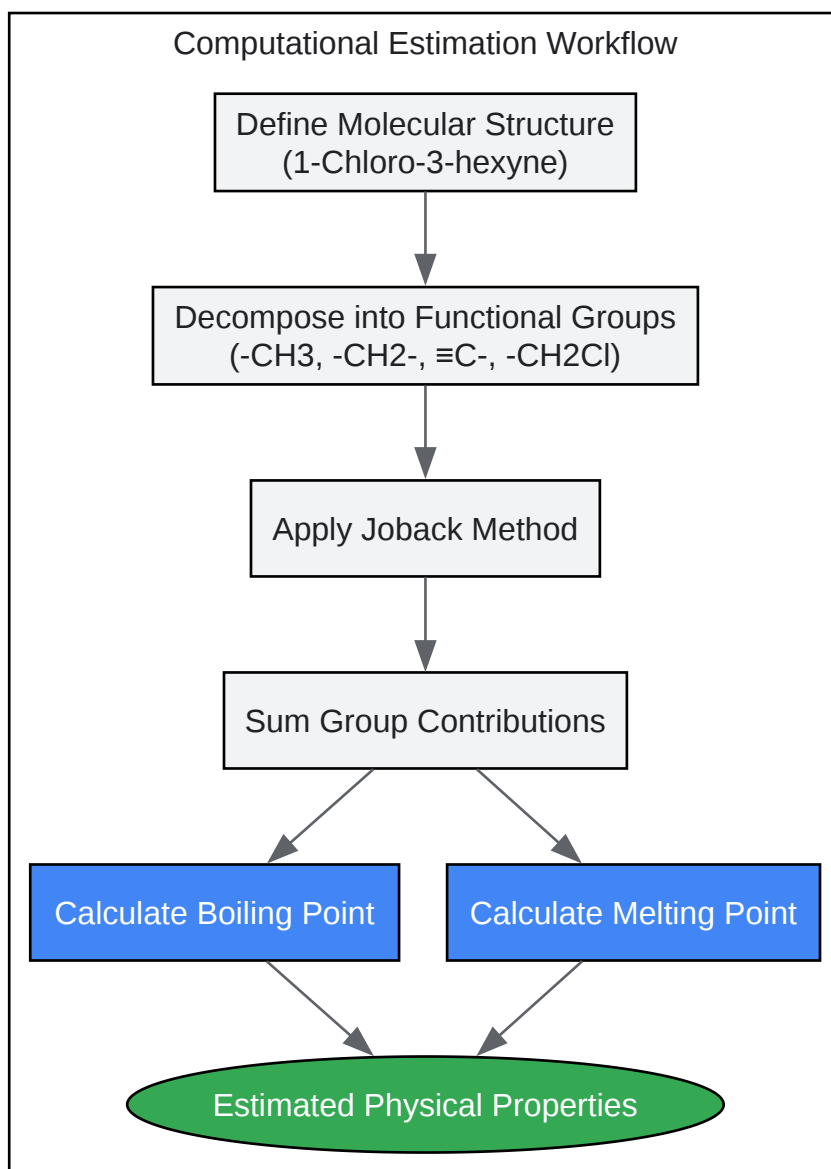 Computational Estimation Workflow
Define Molecular Structure
(1-Chloro-3-hexyne)
Decompose into Functional Groups
(-CH3, -CH2-, ≡C-, -CH2Cl)
Apply Joback Method
Sum Group Contributions
Calculate Boiling Point
Calculate Melting Point
Estimated Physical Properties